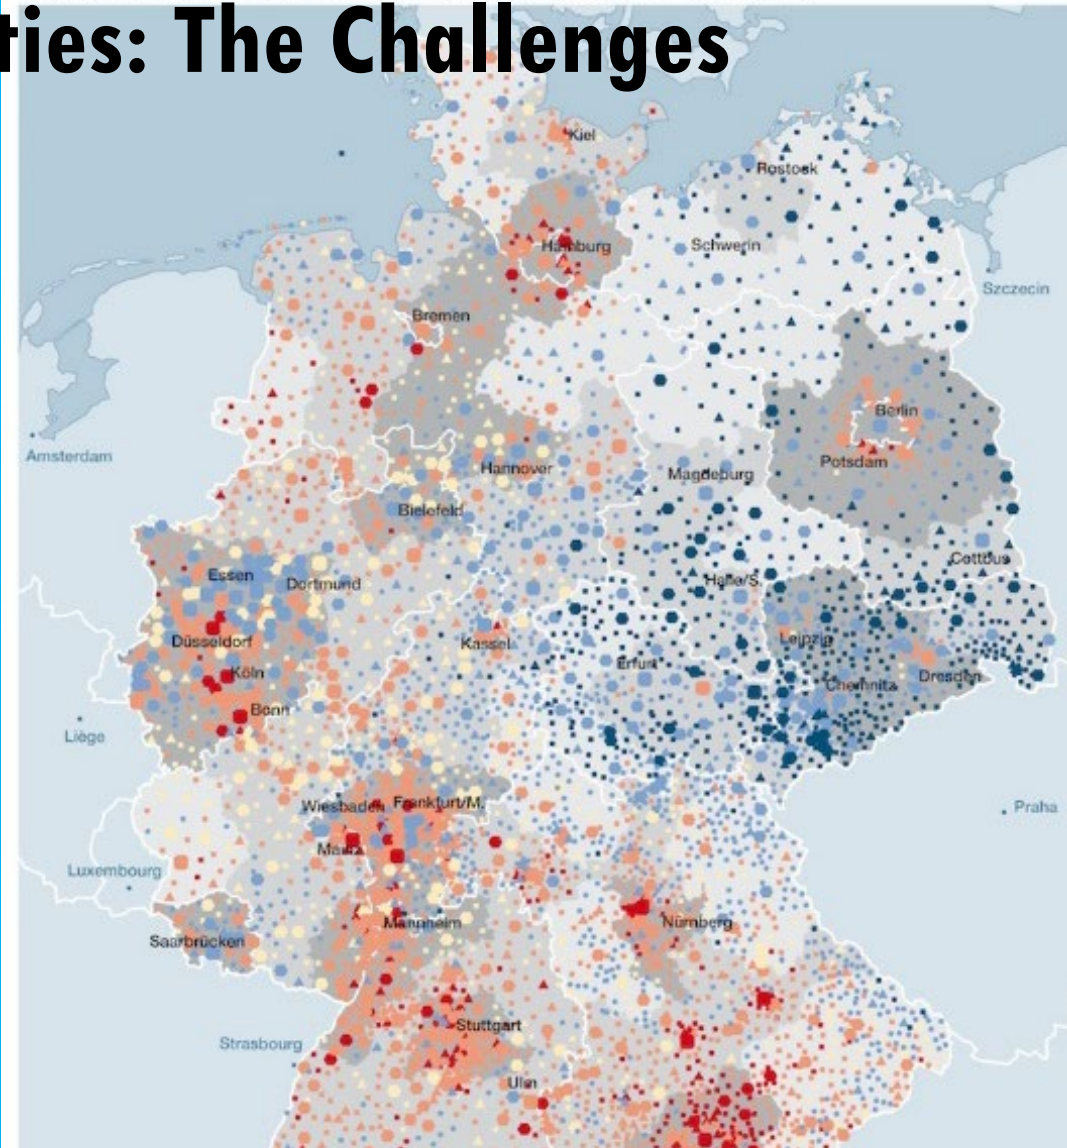 ties: The Challenges
Kiel
Rostock
Hamburg
Schwerin
Szczecin
Bremen
Berlin
Amsterdam
Hannover
Potsdam
Magdeburg
Bielefeld
Cottbus
Essen
Dortmund
Halle/S.
Düsseldorf
Kassel
Leipzig
Erfurt
Köln
Dresden
Chemnitz
Bonn
Liège
Wiesbaden
Frankfurt/M.
Praha
Mainz
Luxembourg
Mannheim
Nürnberg
Saarbrücken
Stuttgart
Strasbourg
Ulm